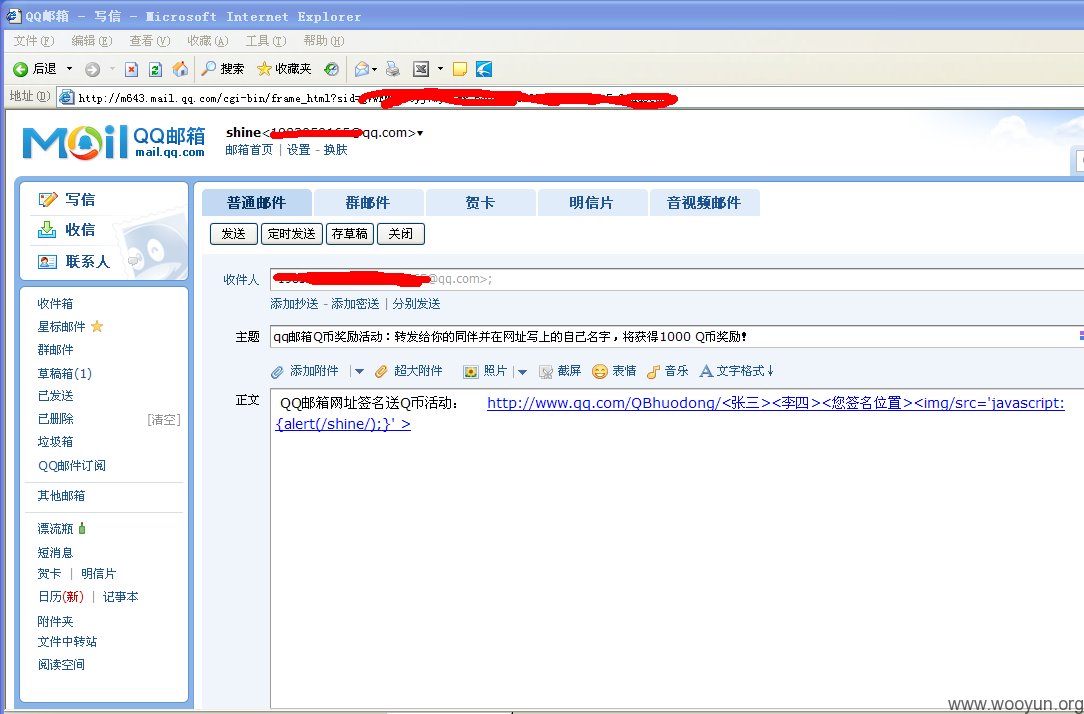 QQ邮箱 - 写信 - Microsoft Internet Explorer
文件(F) 编辑(E) 查看(V) 收藏(A) 工具(T) 帮助(H)
后退 搜索 收藏夹
地址(D) http://m643.mail.qq.com/cgi-bin/frame_html?sid=
Mail QQ邮箱 mail.qq.com
shine< @qq.com>
邮箱首页 | 设置 - 换肤
写信
收信
联系人
收件箱
星标邮件
群邮件
草稿箱(1)
已发送
已删除 [清空]
垃圾箱
QQ邮件订阅
其他邮箱
漂流瓶
短消息
贺卡 | 明信片
日历(新) | 记事本
附件夹
文件中转站
阅读空间
普通邮件 群邮件 贺卡 明信片 音视频邮件
发送 定时发送 存草稿 关闭
收件人 @qq.com>;
添加抄送 - 添加密送 | 分别发送
主题 qq邮箱Q币奖励活动：转发给你的同伴并在网址写上的自己名字，将获得1000 Q币奖励!
添加附件 | 超大附件 照片 | 截屏 表情 音乐 A文字格式↓
正文 QQ邮箱网址签名送Q币活动： http://www.qq.com/QBhuodong/<张三><李四><您签名位置><img/src='javascript:
{alert(/shine/);}' >
www.wooyun.org